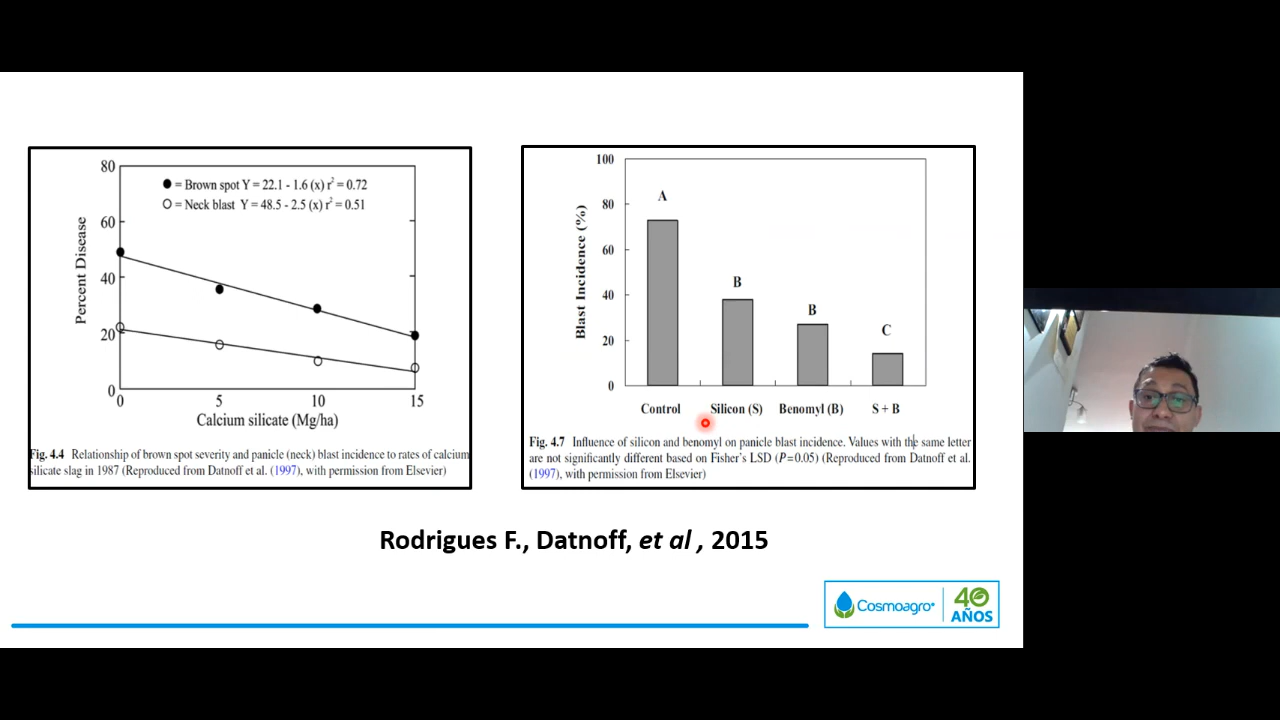 80
60
40
20
0
Percent Disease
● = Brown spot Y = 22.1 - 1.6 (x) r² = 0.72
○ = Neck blast Y = 48.5 - 2.5 (x) r² = 0.51
0 5 10 15
Calcium silicate (Mg/ha)
Fig. 4.4 Relationship of brown spot severity and panicle (neck) blast incidence to rates of calcium
silicate slag in 1987 (Reproduced from Datnoff et al. (1997), with permission from Elsevier)
100
80
60
40
20
0
Blast Incidence (%)
A
B
B
C
Control Silicon (S) Benomyl (B) S + B
Fig. 4.7 Influence of silicon and benomyl on panicle blast incidence. Values with the same letter
are not significantly different based on Fisher's LSD (P=0.05) (Reproduced from Datnoff et al.
(1997), with permission from Elsevier)
Rodrigues F., Datnoff, et al , 2015
Cosmoagro
40
AÑOS